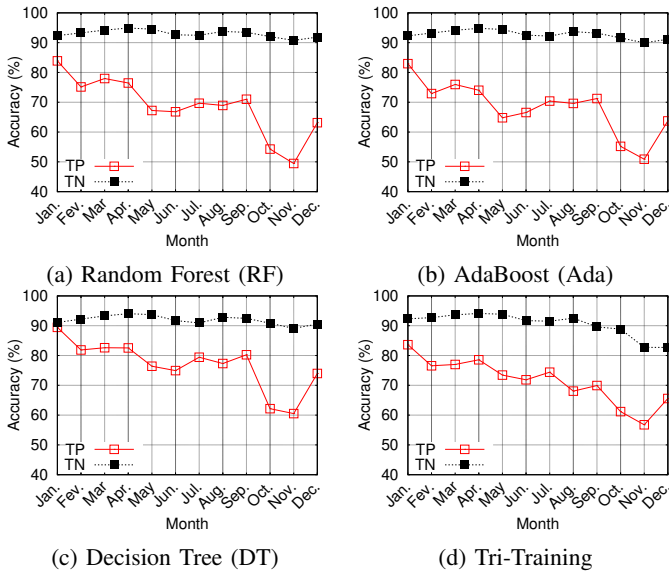 100
90
80
70
60
50
40
Accuracy (%)
TP
TN
Jan.
Fev.
Mar
Apr.
May
Jun.
Jul.
Aug.
Sep.
Oct.
Nov.
Dec.
Month
(a) Random Forest (RF)
100
90
80
70
60
50
40
Accuracy (%)
TP
TN
Jan.
Fev.
Mar
Apr.
May
Jun.
Jul.
Aug.
Sep.
Oct.
Nov.
Dec.
Month
(b) AdaBoost (Ada)
100
90
80
70
60
50
40
Accuracy (%)
TP
TN
Jan.
Fev.
Mar
Apr.
May
Jun.
Jul.
Aug.
Sep.
Oct.
Nov.
Dec.
Month
(c) Decision Tree (DT)
100
90
80
70
60
50
40
Accuracy (%)
TP
TN
Jan.
Fev.
Mar
Apr.
May
Jun.
Jul.
Aug.
Sep.
Oct.
Nov.
Dec.
Month
(d) Tri-Training